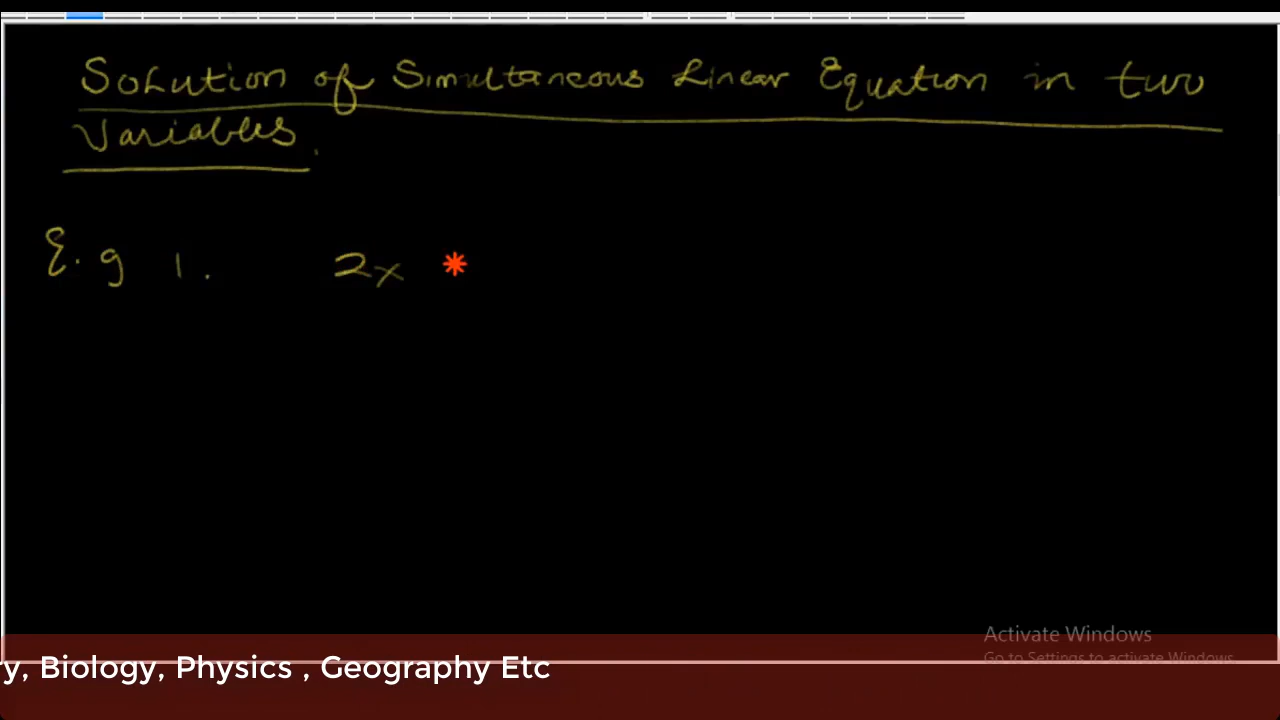 Solution of Simultaneous Linear Equation in two
Variables.
E.g 1. 2x
Activate Windows
Go to Settings to activate Windows.
y, Biology, Physics , Geography Etc